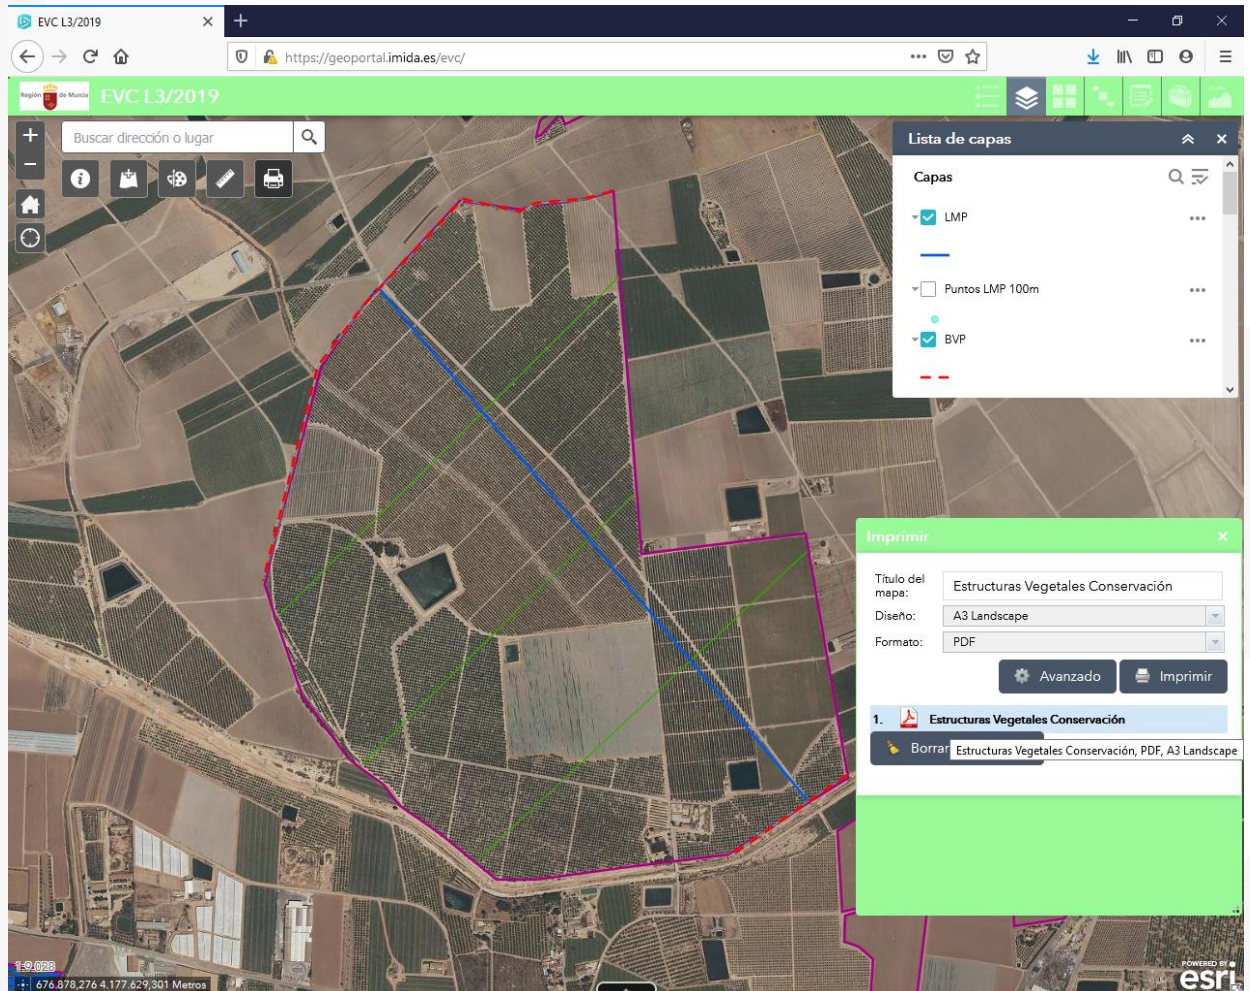 EVC L3/2019
https://geoportal.imida.es/evc/
Región de Murcia
EVC L3/2019
Buscar dirección o lugar
Lista de capas
Capas
LMP
Puntos LMP 100m
BVP
Imprimir
Título del mapa:
Estructuras Vegetales Conservación
Diseño:
A3 Landscape
Formato:
PDF
Avanzado
Imprimir
1. Estructuras Vegetales Conservación
Borrar
Estructuras Vegetales Conservación, PDF, A3 Landscape
1:9.028
676.878,276 4.177.629,301 Metros
POWERED BY
esri